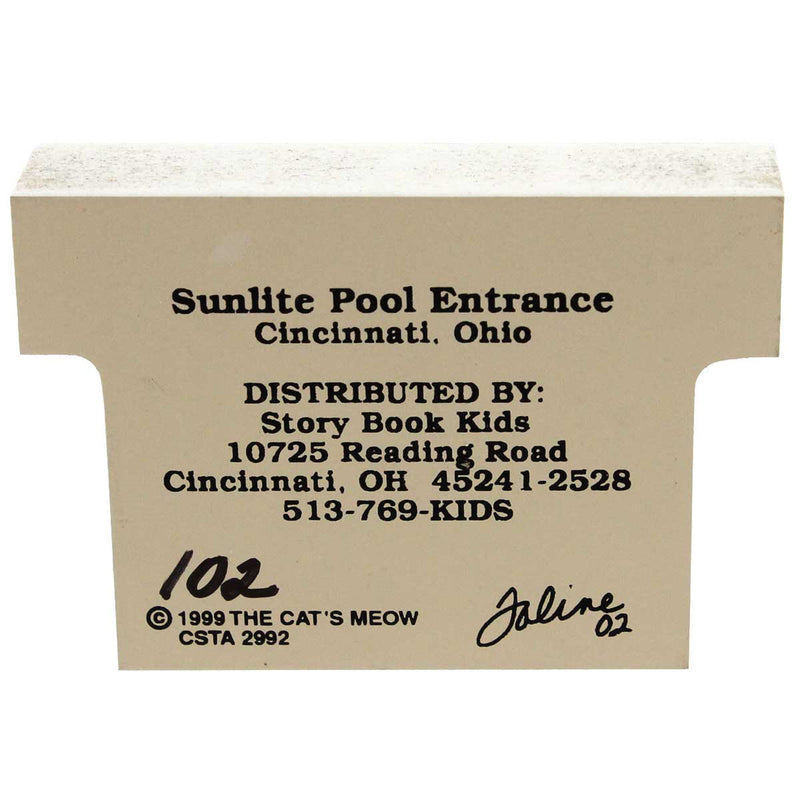 Sunlite Pool Entrance
Cincinnati, Ohio
DISTRIBUTED BY:
Story Book Kids
10725 Reading Road
Cincinnati, OH 45241-2528
513-769-KIDS
102
© 1999 THE CAT'S MEOW
CSTA 2992
Faline
02